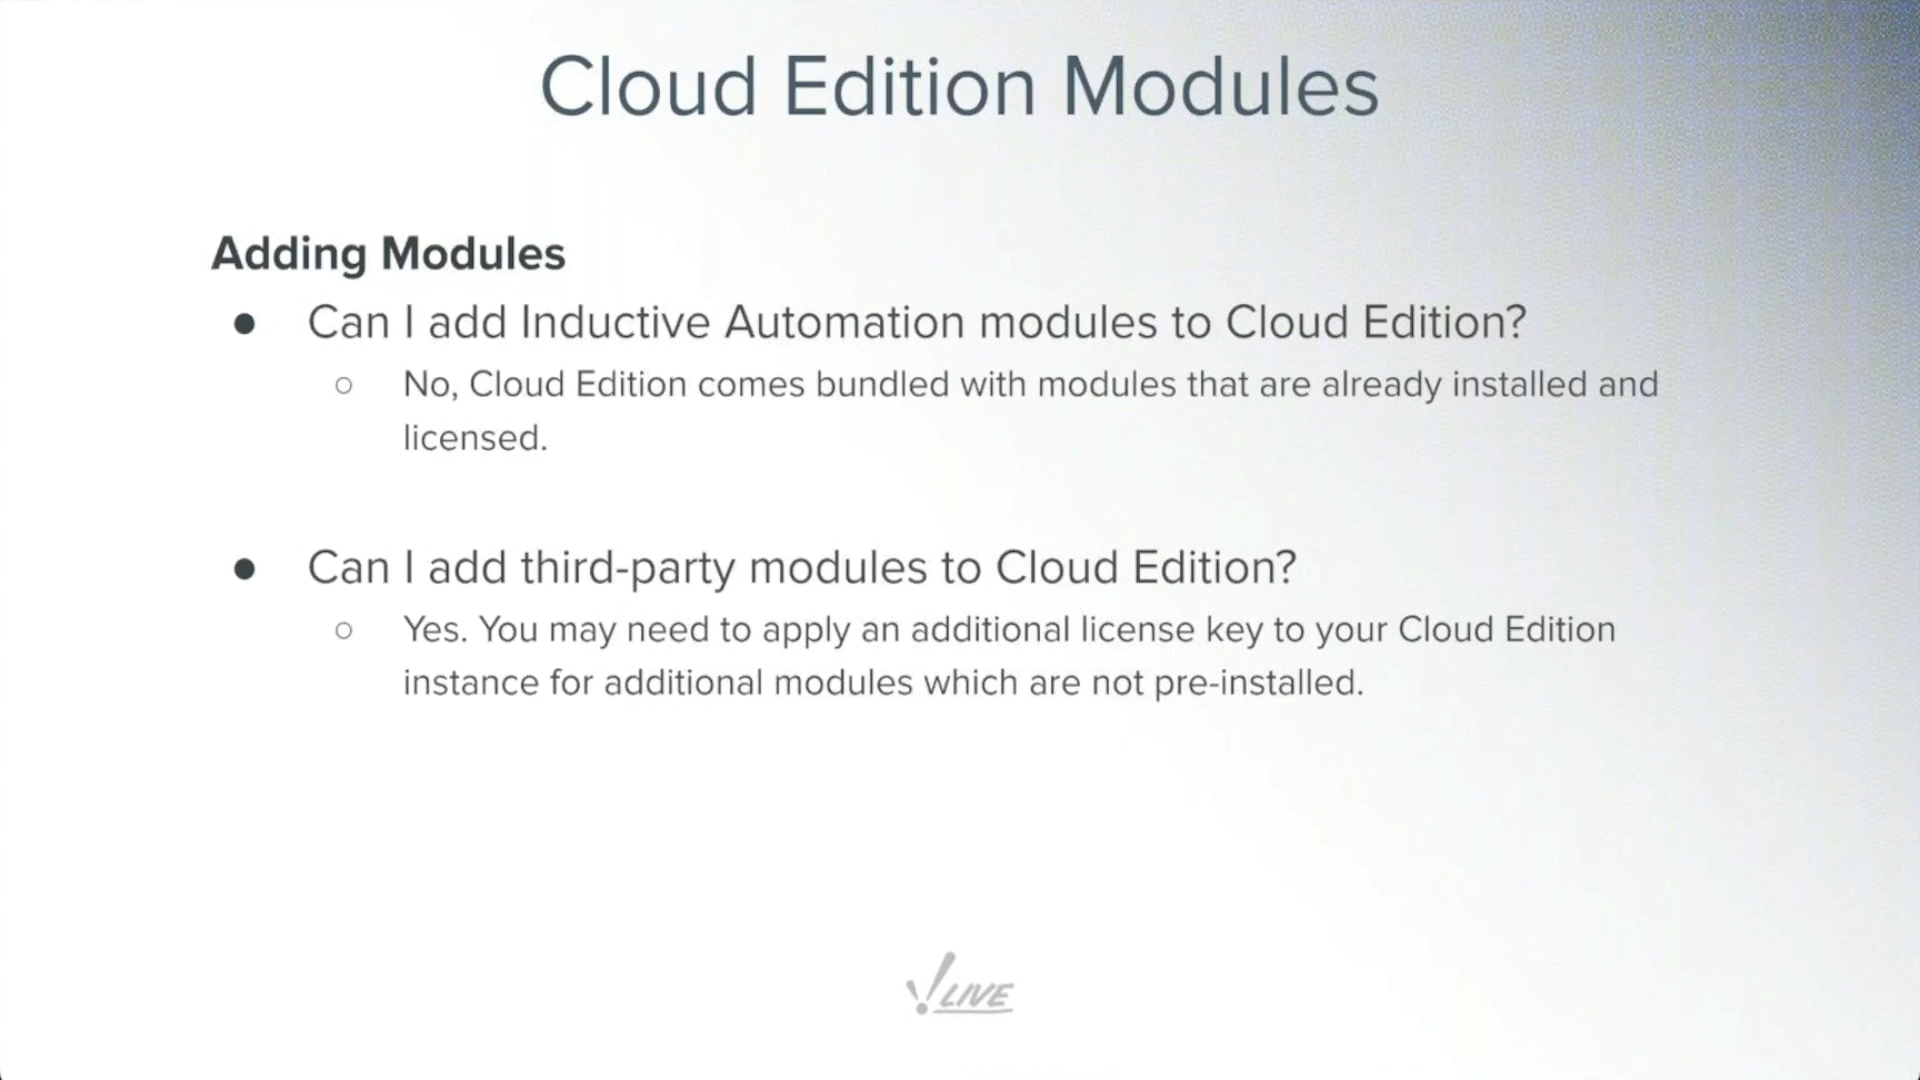 Cloud Edition Modules
Adding Modules
● Can I add Inductive Automation modules to Cloud Edition?
○ No, Cloud Edition comes bundled with modules that are already installed and
licensed.
● Can I add third-party modules to Cloud Edition?
○ Yes. You may need to apply an additional license key to your Cloud Edition
instance for additional modules which are not pre-installed.
LIVE